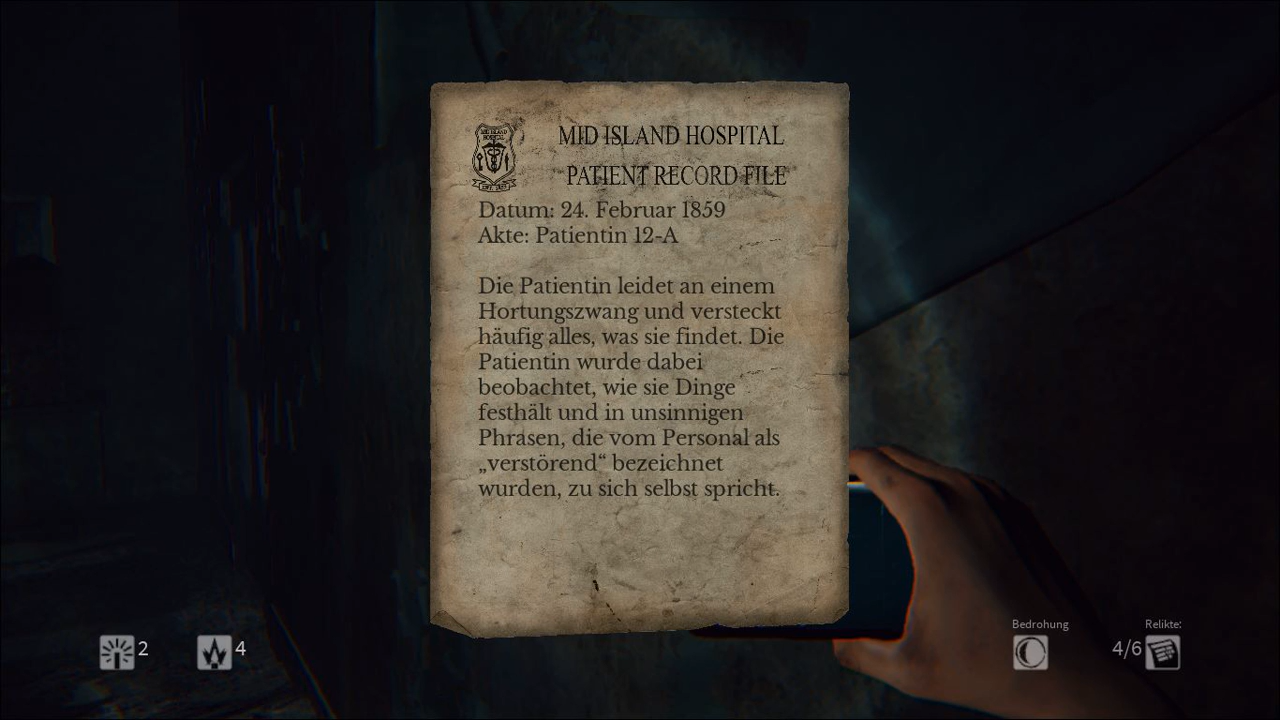 MID ISLAND HOSPITAL
PATIENT RECORD FILE
Datum: 24. Februar 1859
Akte: Patientin 12-A
Die Patientin leidet an einem
Hortungszwang und versteckt
häufig alles, was sie findet. Die
Patientin wurde dabei
beobachtet, wie sie Dinge
festhält und in unsinnigen
Phrasen, die vom Personal als
„verstörend“ bezeichnet
wurden, zu sich selbst spricht.
2
4
Bedrohung
Relikte:
4/6